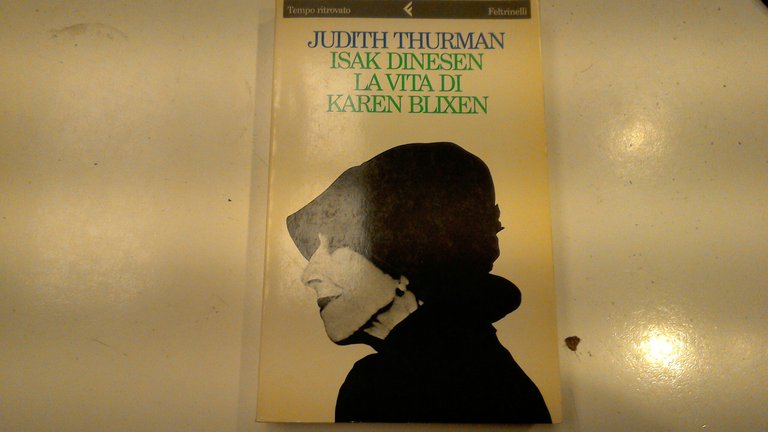 Tempo ritrovato Feltrinelli
JUDITH THURMAN
ISAK DINESEN
LA VITA DI
KAREN BLIXEN